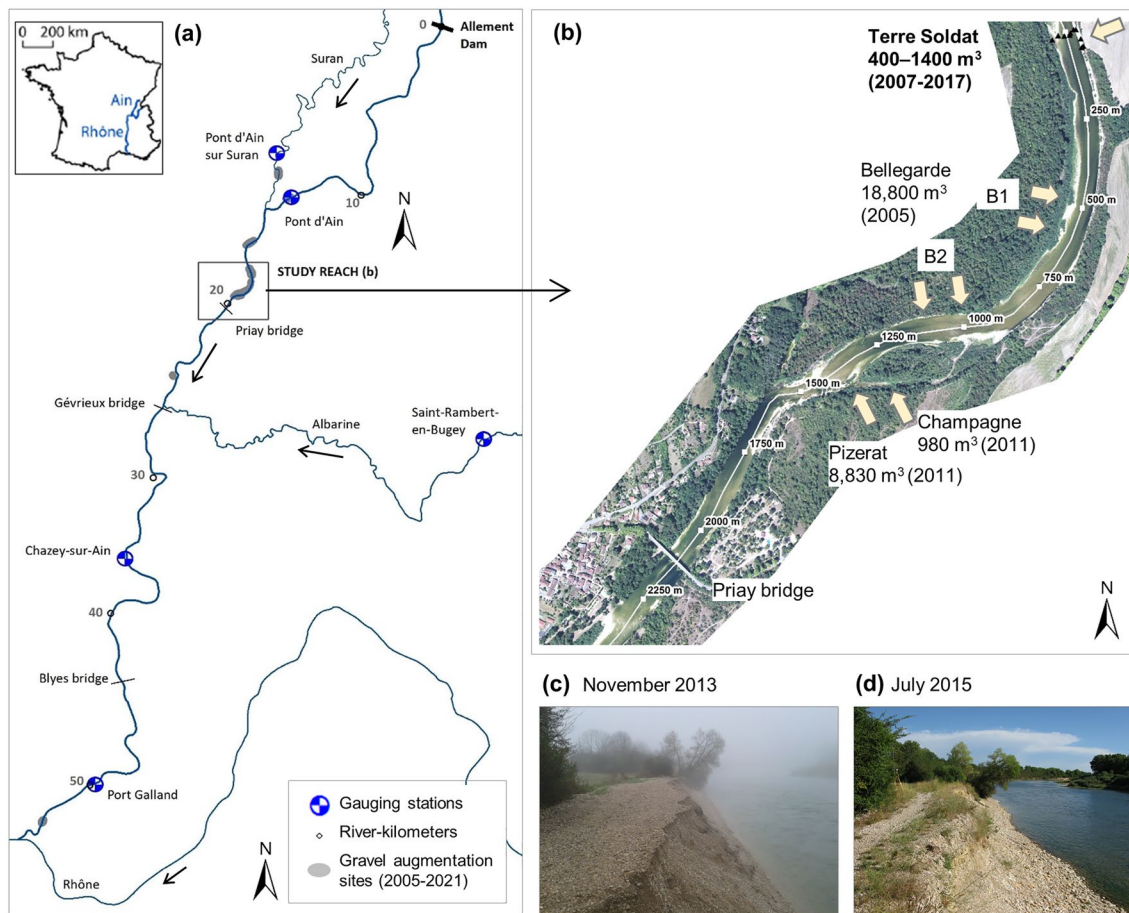 0 200 km
Ain
Rhône
(a)
0
Allement
Dam
Suran
Pont d'Ain
sur Suran
Pont d'Ain
10
N
STUDY REACH (b)
20
Priay bridge
Gévrieux bridge
Albarine
Saint-Rambert-
en-Bugey
30
Chazey-sur-Ain
40
Blyes bridge
50
Port Galland
Rhône
N
Gauging stations
River-kilometers
Gravel augmentation
sites (2005-2021)
(b)
Terre Soldat
400–1400 m³
(2007-2017)
250 m
Bellegarde
18,800 m³
(2005)
B1
500 m
B2
750 m
1000 m
1250 m
1500 m
Champagne
980 m³ (2011)
Pizerat
8,830 m³ (2011)
1750 m
2000 m
Priay bridge
2250 m
N
(c) November 2013
(d) July 2015